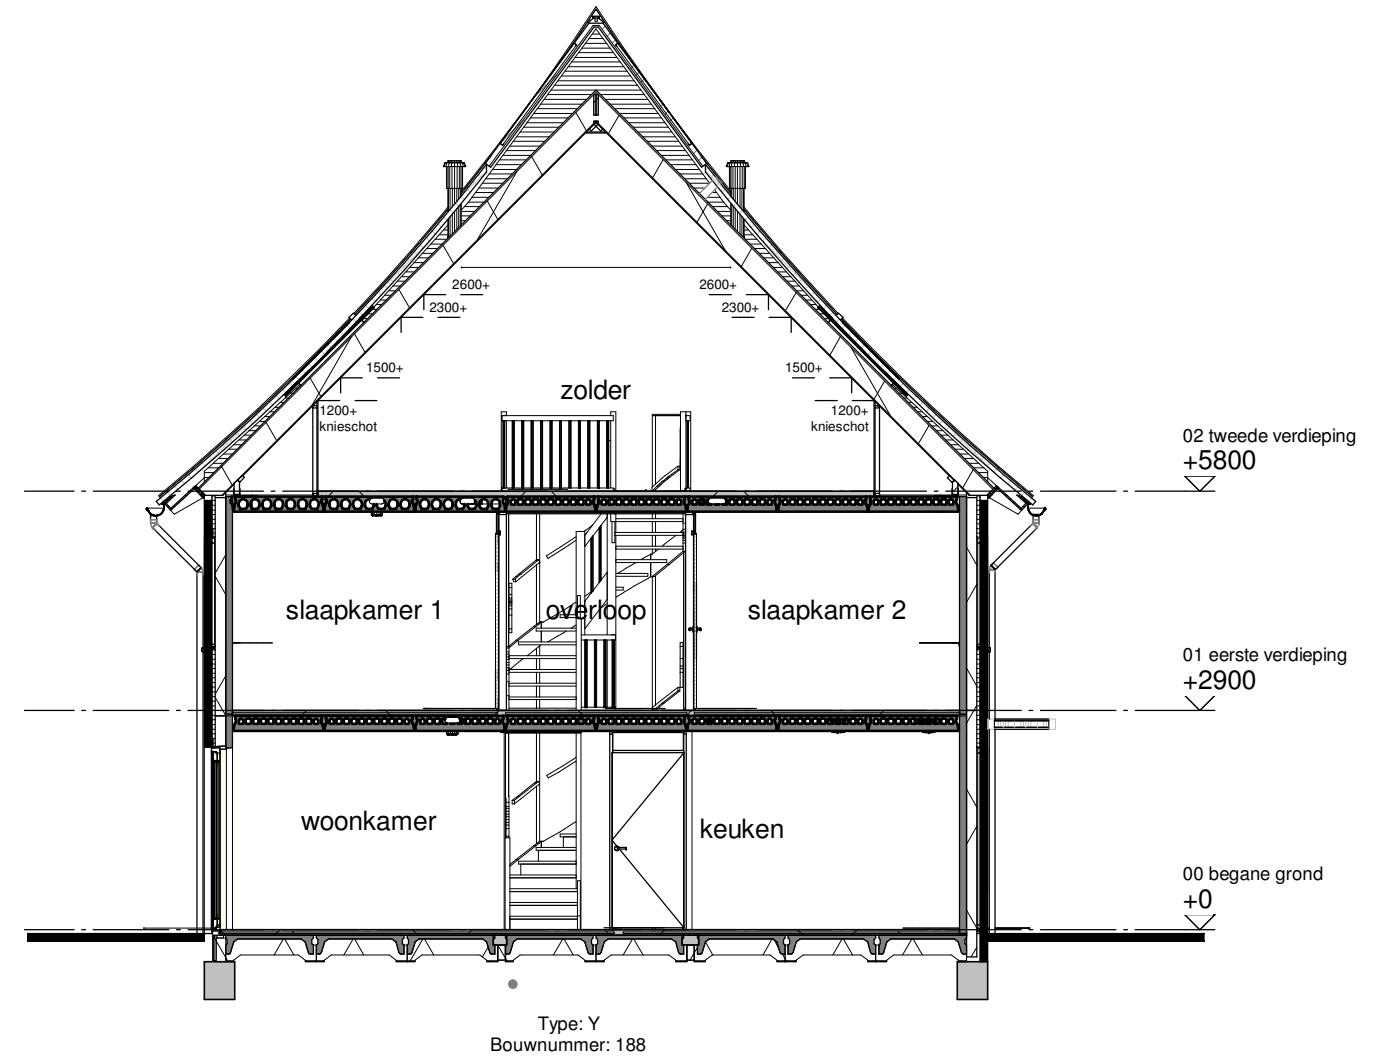 2600+ 2600+
2300+ 2300+
1500+ 1500+
zolder
1200+ 1200+
knieschot knieschot
02 tweede verdieping
+5800
slaapkamer 1 overloop slaapkamer 2
01 eerste verdieping
+2900
woonkamer keuken
00 begane grond
+0
Type: Y
Bouwnummer: 188